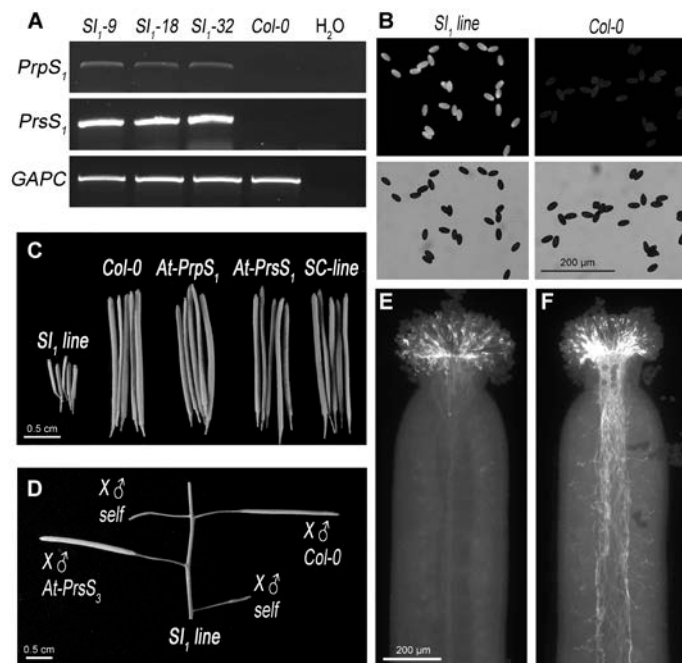 A
SI1-9 SI1-18 SI1-32 Col-0 H2O
PrpS1
PrsS1
GAPC
B
SI1 line Col-0
200 μm
C
SI1 line
Col-0 At-PrpS1 At-PrsS1 SC-line
0.5 cm
D
X ♂
self
X ♂
Col-0
X ♂
At-PrsS3
X ♂
self
SI1 line
0.5 cm
E
200 μm
F